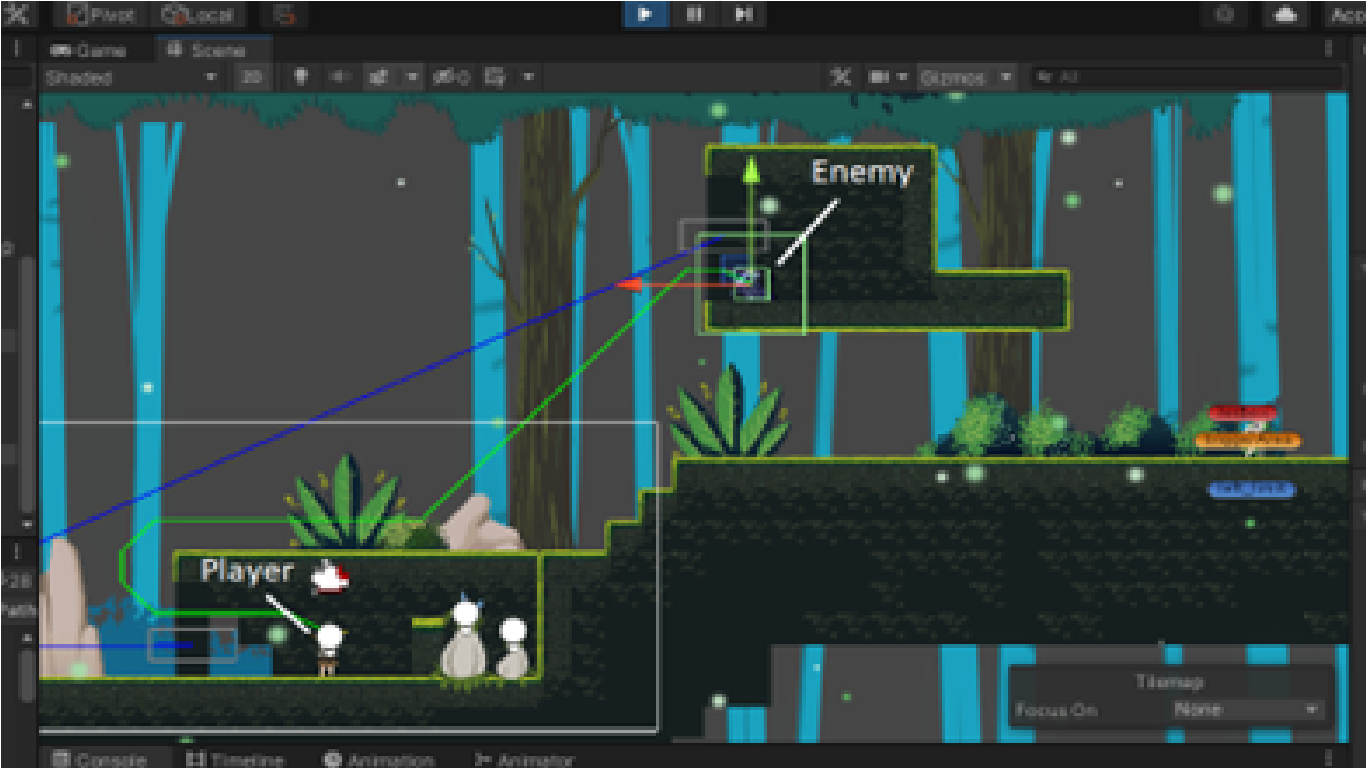 Pivot
Local
Game
Scene
Shaded
2D
Gizmos
All
Enemy
Player
Tilemap
Focus On
None
Console
Timeline
Animation
Animator